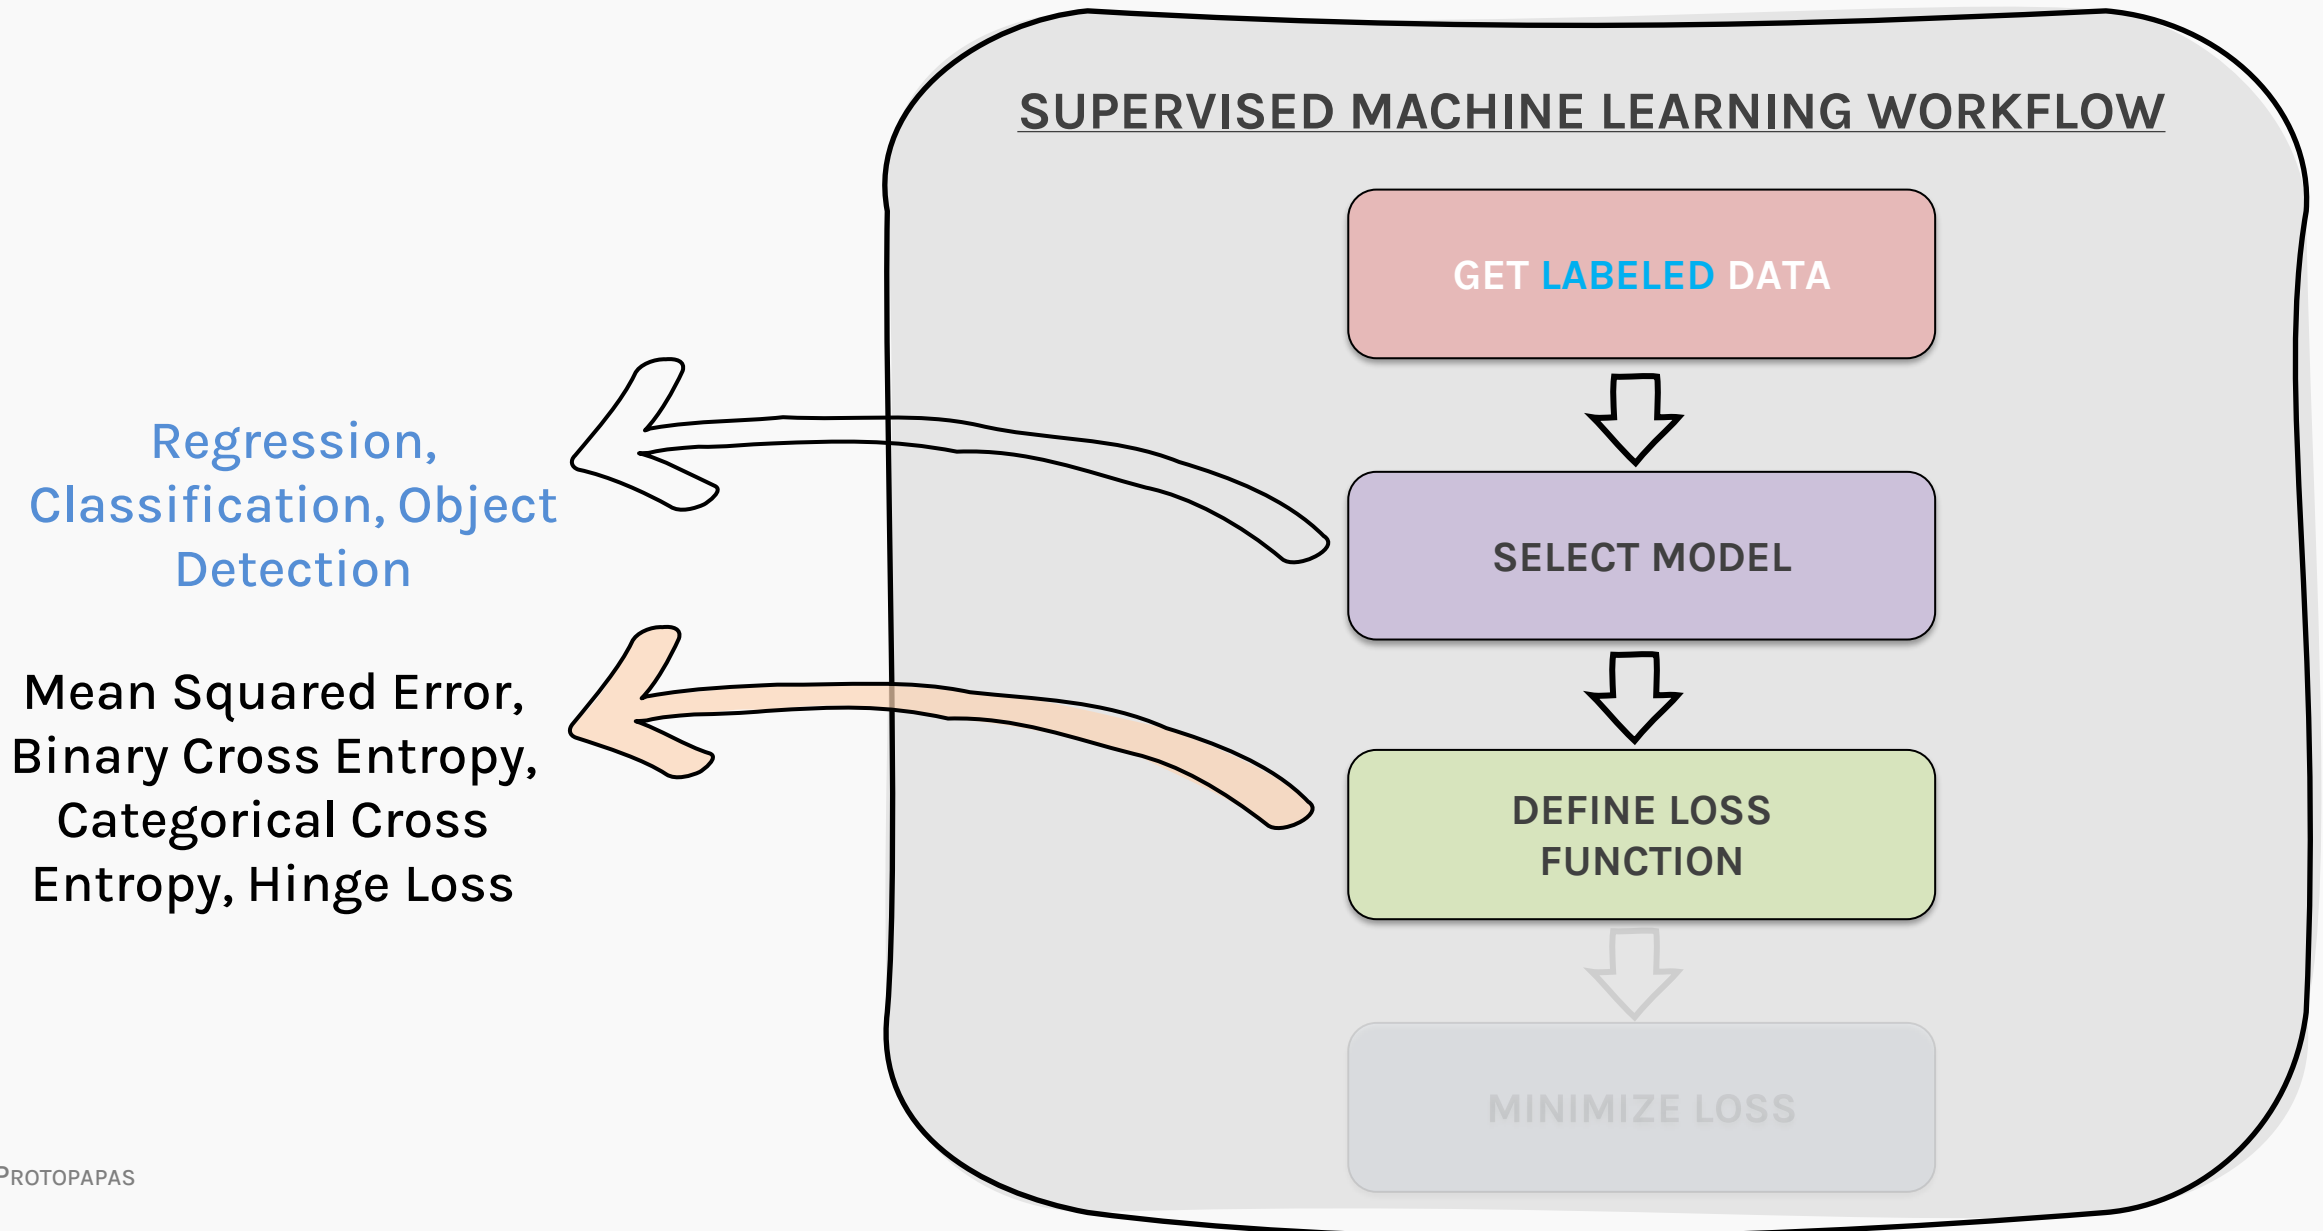 SUPERVISED MACHINE LEARNING WORKFLOW
GET LABELED DATA
SELECT MODEL
DEFINE LOSS
FUNCTION
MINIMIZE LOSS
Regression,
Classification, Object
Detection
Mean Squared Error,
Binary Cross Entropy,
Categorical Cross
Entropy, Hinge Loss
PROTOPAPAS